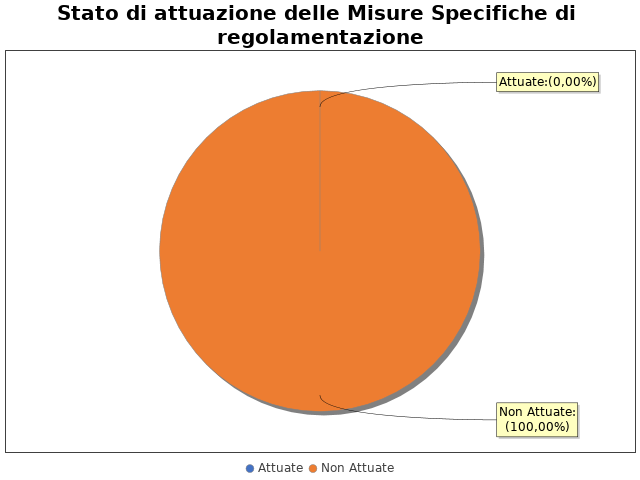 Stato di attuazione delle Misure Specifiche di
regolamentazione
Attuate:(0,00%)
Non Attuate:
(100,00%)
Attuate
Non Attuate